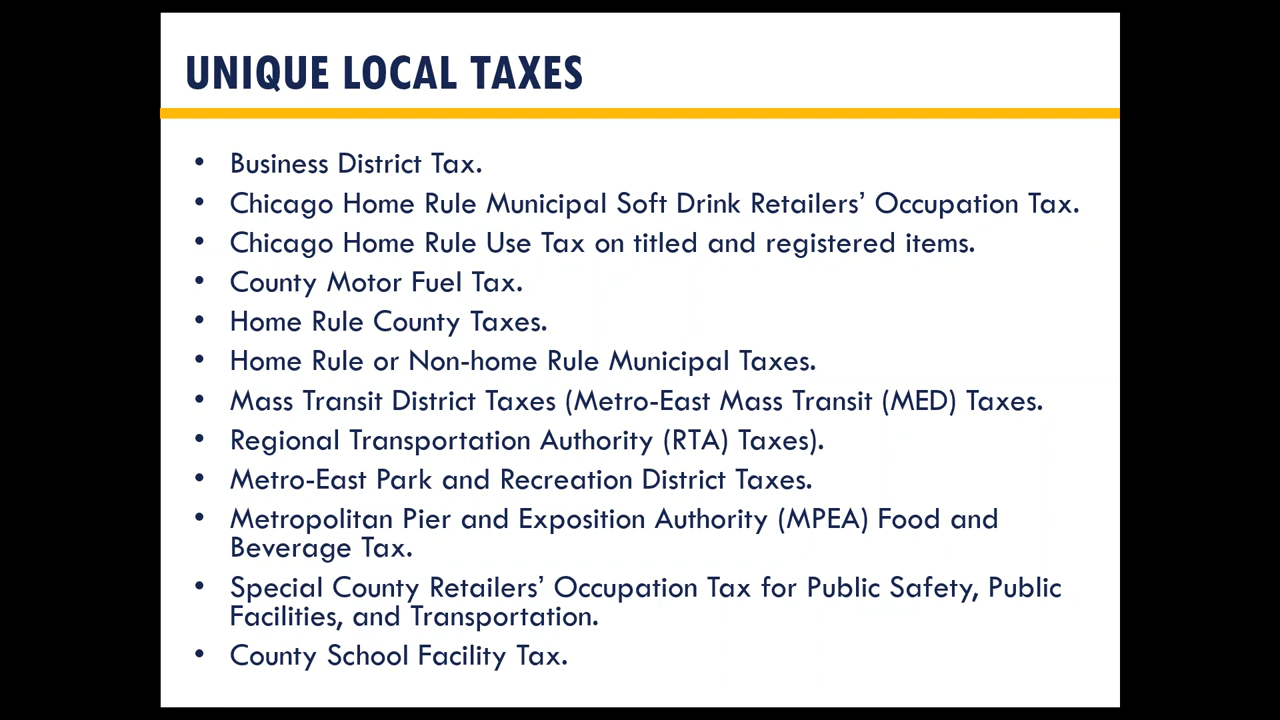 UNIQUE LOCAL TAXES
• Business District Tax.
• Chicago Home Rule Municipal Soft Drink Retailers’ Occupation Tax.
• Chicago Home Rule Use Tax on titled and registered items.
• County Motor Fuel Tax.
• Home Rule County Taxes.
• Home Rule or Non-home Rule Municipal Taxes.
• Mass Transit District Taxes (Metro-East Mass Transit (MED) Taxes.
• Regional Transportation Authority (RTA) Taxes).
• Metro-East Park and Recreation District Taxes.
• Metropolitan Pier and Exposition Authority (MPEA) Food and
Beverage Tax.
• Special County Retailers’ Occupation Tax for Public Safety, Public
Facilities, and Transportation.
• County School Facility Tax.